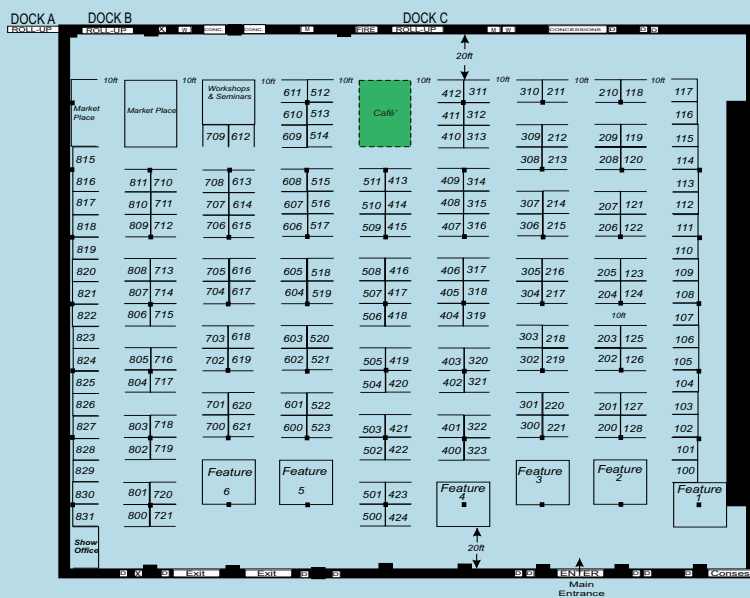 DOCK A DOCK B DOCK C
ROLL-UP ROLL-UP K W CONC. CONC. M FIRE ROLL-UP M W CONCESSIONS D D D
20ft
10ft 10ft 10ft 10ft 10ft 10ft 10ft 10ft
Market
Place
Market Place
Workshops
& Seminars
Café'
611 512 412 311 310 211 210 118 117
610 513 411 312 116
709 612 609 514 410 313 309 212 209 119 115
815 308 213 208 120 114
816 811 710 708 613 608 515 511 413 409 314 113
817 810 711 707 614 607 516 510 414 408 315 307 214 207 121 112
818 809 712 706 615 606 517 509 415 407 316 306 215 206 122 111
819 110
820 808 713 705 616 605 518 508 416 406 317 305 216 205 123 109
821 807 714 704 617 604 519 507 417 405 318 304 217 204 124 108
822 806 715 506 418 404 319 10ft 107
823 703 618 603 520 303 218 203 125 106
824 805 716 702 619 602 521 505 419 403 320 302 219 202 126 105
825 804 717 504 420 402 321 104
826 701 620 601 522 301 220 201 127 103
827 803 718 700 621 600 523 503 421 401 322 300 221 200 128 102
828 802 719 502 422 400 323 101
829 100
Feature
6
Feature
5
Feature
4
Feature
3
Feature
2
Feature
1
830 801 720 501 423
831 800 721 500 424
Show
Office
20ft
D X D Exit Exit D D D D ENTER D D D Conses
Main
Entrance